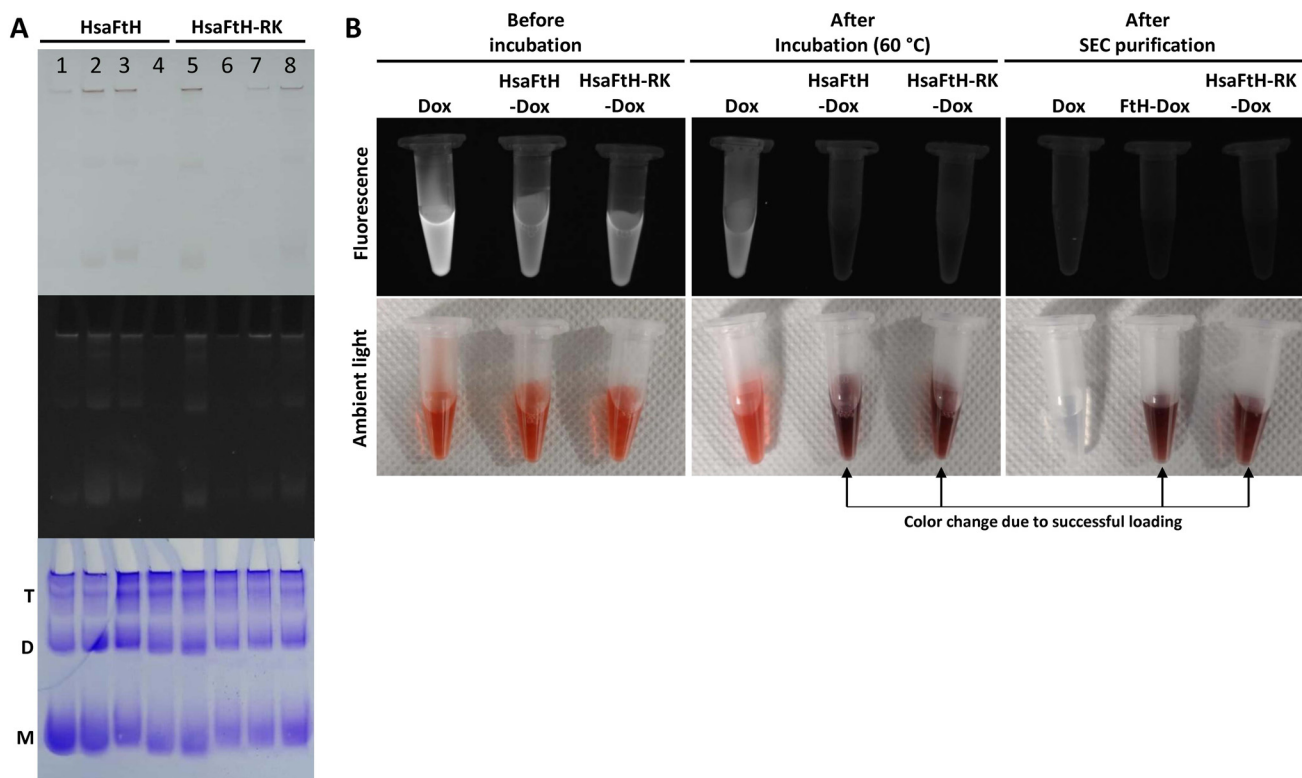 A
HsaFtH HsaFtH-RK
1 2 3 4 5 6 7 8
T
D
M
B
Before
incubation
After
Incubation (60 °C)
After
SEC purification
Dox
HsaFtH
-Dox
HsaFtH-RK
-Dox
Dox
HsaFtH
-Dox
HsaFtH-RK
-Dox
Dox
FtH-Dox
HsaFtH-RK
-Dox
Fluorescence
Ambient light
Color change due to successful loading